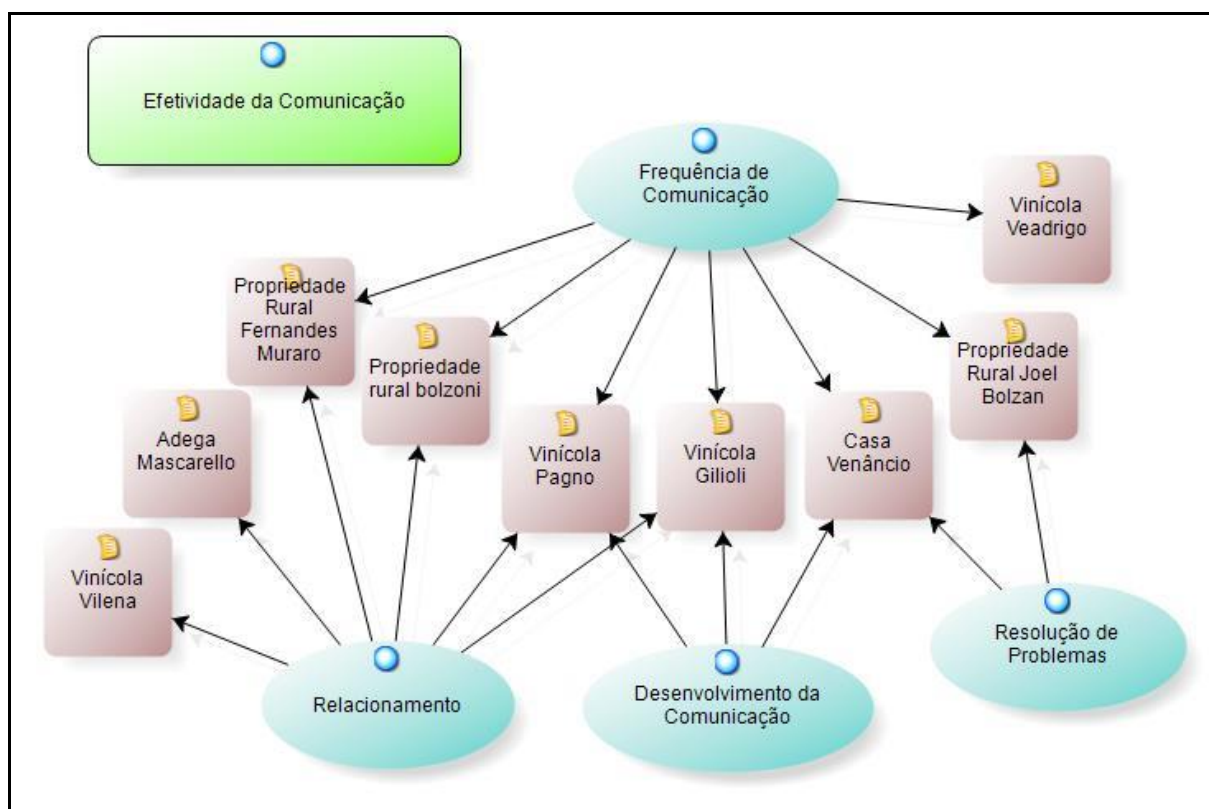 Efetividade da Comunicação
Frequência de
Comunicação
Vinícola
Veadrigo
Propriedade
Rural
Fernandes
Muraro
Propriedade
rural bolzoni
Propriedade
Rural Joel
Bolzan
Adega
Mascarello
Vinícola
Pagno
Vinícola
Gilioli
Casa
Venâncio
Vinícola
Vilena
Relacionamento
Desenvolvimento da
Comunicação
Resolução de
Problemas